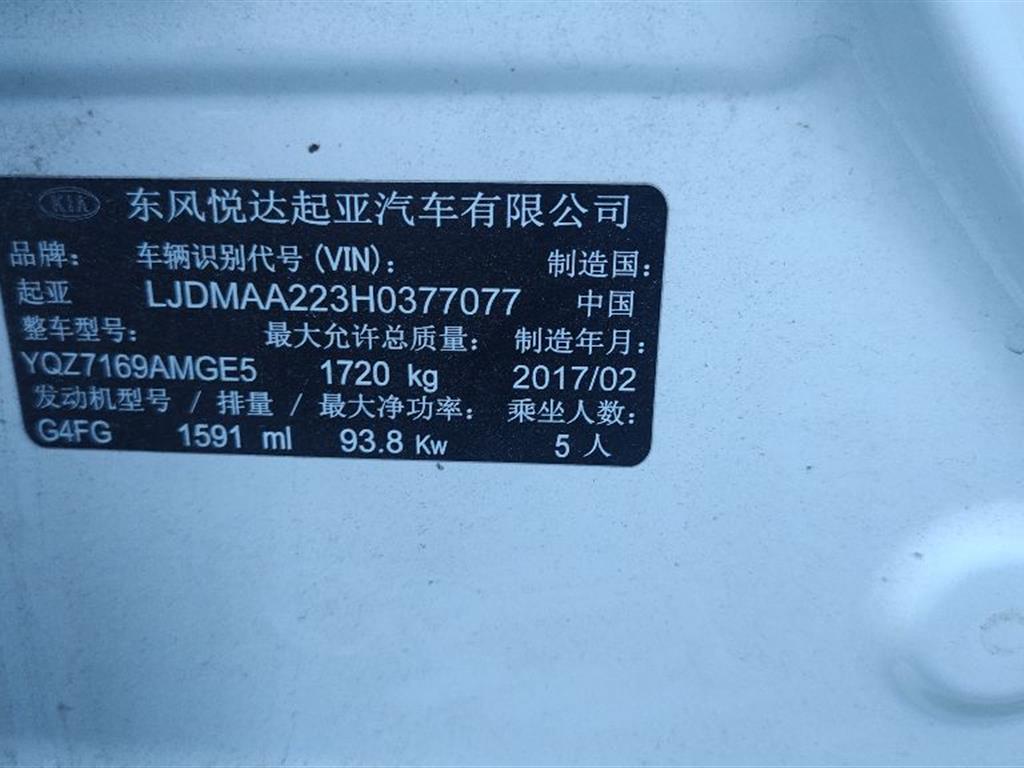 KIA 东风悦达起亚汽车有限公司
品牌： 车辆识别代号(VIN)： 制造国：
起亚 LJDMAA223H0377077 中国
整车型号： 最大允许总质量： 制造年月：
YQZ7169AMGE5 1720 kg 2017/02
发动机型号 / 排量 / 最大净功率： 乘坐人数：
G4FG 1591 ml 93.8 Kw 5 人